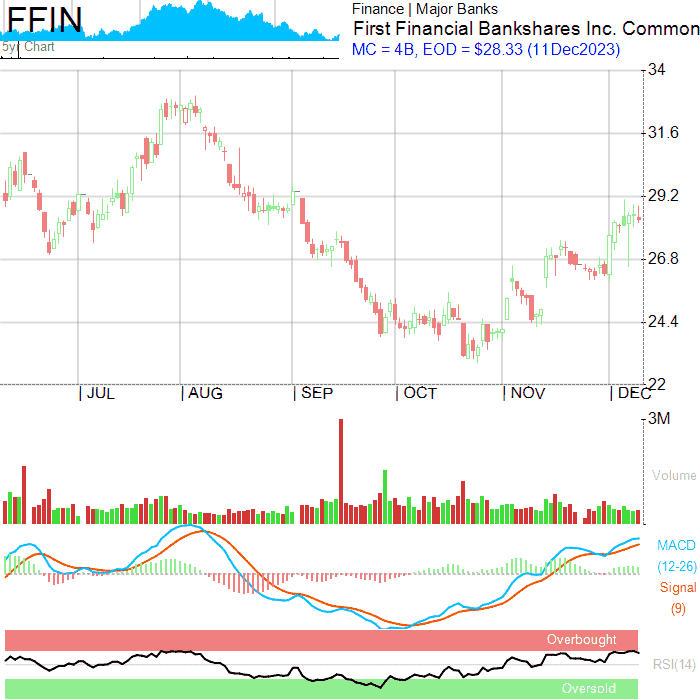 FFIN
5yr Chart
Finance | Major Banks
First Financial Bankshares Inc. Common
MC = 4B, EOD = $28.33 (11Dec2023)
34
31.6
29.2
26.8
24.4
22
JUL AUG SEP OCT NOV DEC
3M
Volume
MACD
(12-26)
Signal
(9)
Overbought
RSI(14)
Oversold